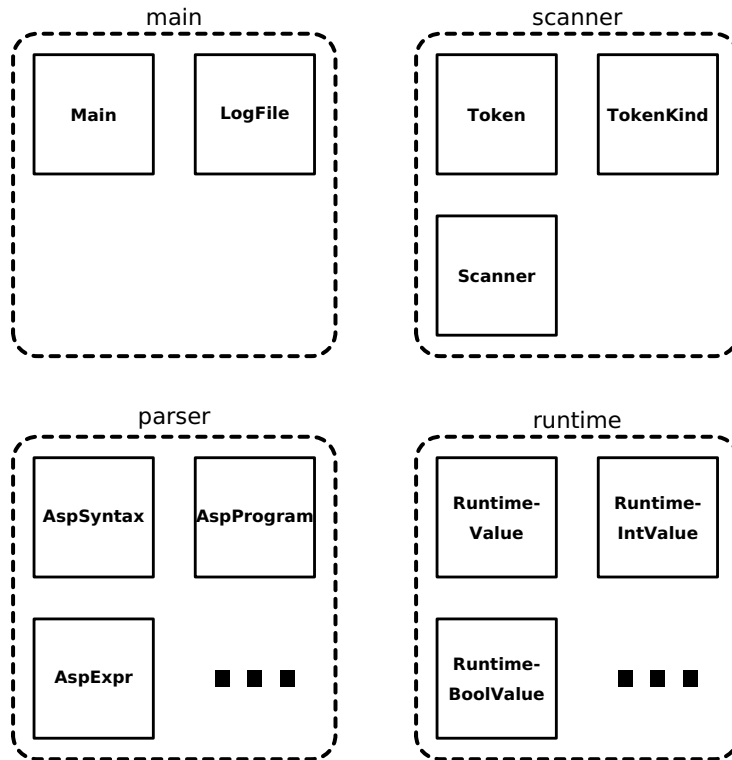 main
scanner
Main
LogFile
Token
TokenKind
Scanner
parser
runtime
AspSyntax
AspProgram
Runtime-
Value
Runtime-
IntValue
AspExpr
Runtime-
BoolValue